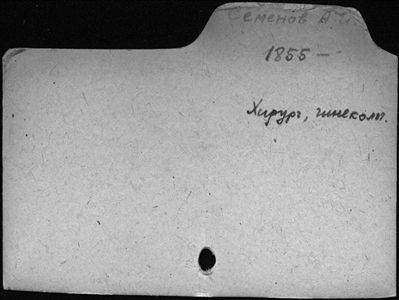 Семенов А.И.
1855 –
Хирург, гинеколог.